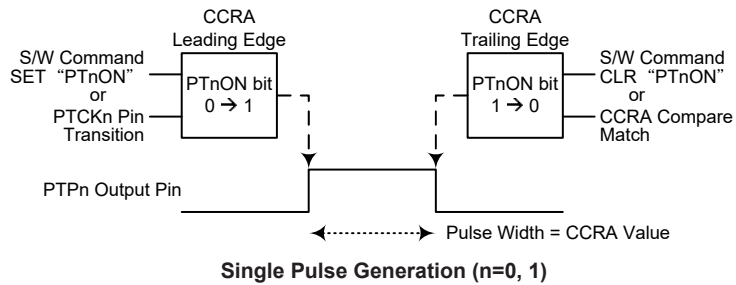 CCRA
Leading Edge
CCRA
Trailing Edge
S/W Command
SET “PTnON”
or
PTCKn Pin
Transition
PTnON bit
0 → 1
PTnON bit
1 → 0
S/W Command
CLR “PTnON”
or
CCRA Compare
Match
PTPn Output Pin
Pulse Width = CCRA Value
Single Pulse Generation (n=0, 1)